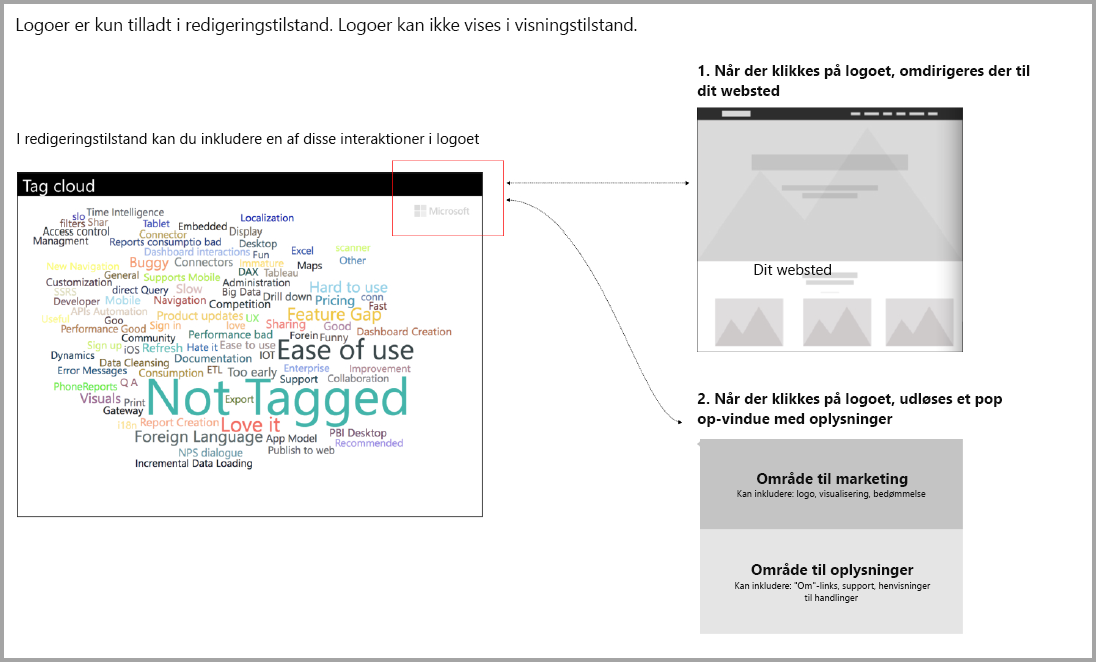 Logoer er kun tilladt i redigeringstilstand. Logoer kan ikke vises i visningstilstand.
I redigeringstilstand kan du inkludere en af disse interaktioner i logoet
Tag cloud
Microsoft
Time Intelligence
slo
filters Shar
Tablet
Localization
Access control
Connector
Embedded
Display
Managment
Reports consumptio bad
Desktop
Dashboard interactions
Fun
Excel
scanner
New Navigation
Buggy
Connectors
Immature
Maps
Other
General
Supports Mobile
DAX
Tableau
Customization
Administration
Hard to use
SSRS
direct Query
Slow
Big Data
Drill down
Pricing
conn
Developer
Mobile
Navigation
Competition
Fast
APIs Automation
Product updates
UX
Feature Gap
Useful
Goo
Performance Good
Sign in
love
Sharing
Good
Dashboard Creation
Community
Performance bad
Forein
Funny
Sign up
iOS
Refresh
Hate it
Ease to use
Ease of use
Dynamics
Data Cleansing
Documentation
IOT
Error Messages
Consumption
ETL
Too early
Enterprise
Improvement
PhoneReports
Q A
Support
Collaboration
Visuals
Print
Not Tagged
Export
Gateway
i18n
Report Creation
Love it
Foreign Language
App Model
PBI Desktop
Recommended
NPS dialogue
Publish to web
Incremental Data Loading
1. Når der klikkes på logoet, omdirigeres der til
dit websted
Dit websted
2. Når der klikkes på logoet, udløses et pop
op-vindue med oplysninger
Område til marketing
Kan inkludere: logo, visualisering, bedømmelse
Område til oplysninger
Kan inkludere: "Om"-links, support, henvisninger
til handlinger